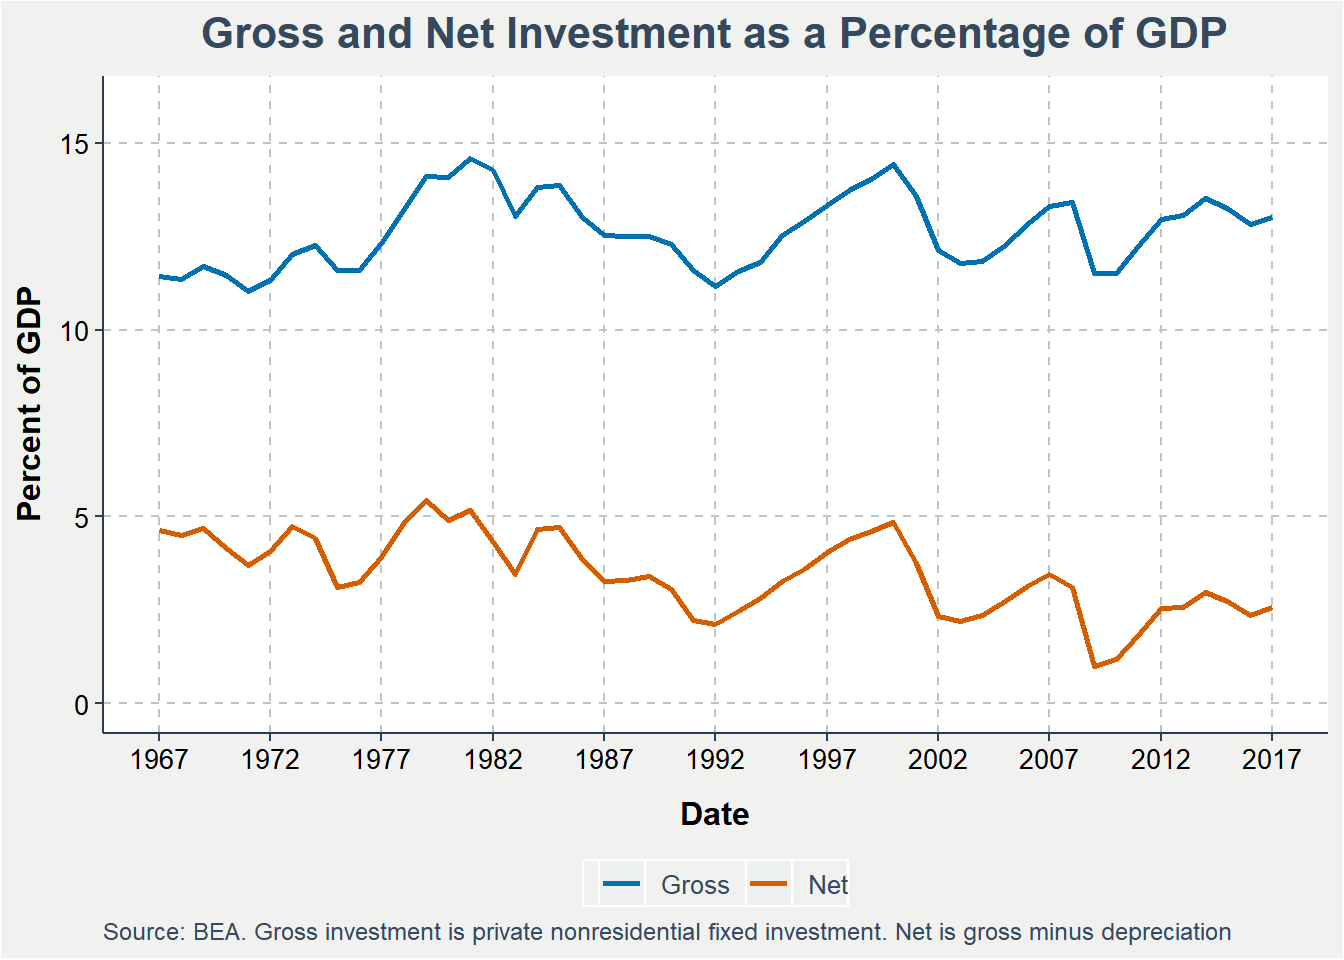 Gross and Net Investment as a Percentage of GDP
Percent of GDP
15
10
5
0
1967 1972 1977 1982 1987 1992 1997 2002 2007 2012 2017
Date
Gross Net
Source: BEA. Gross investment is private nonresidential fixed investment. Net is gross minus depreciation